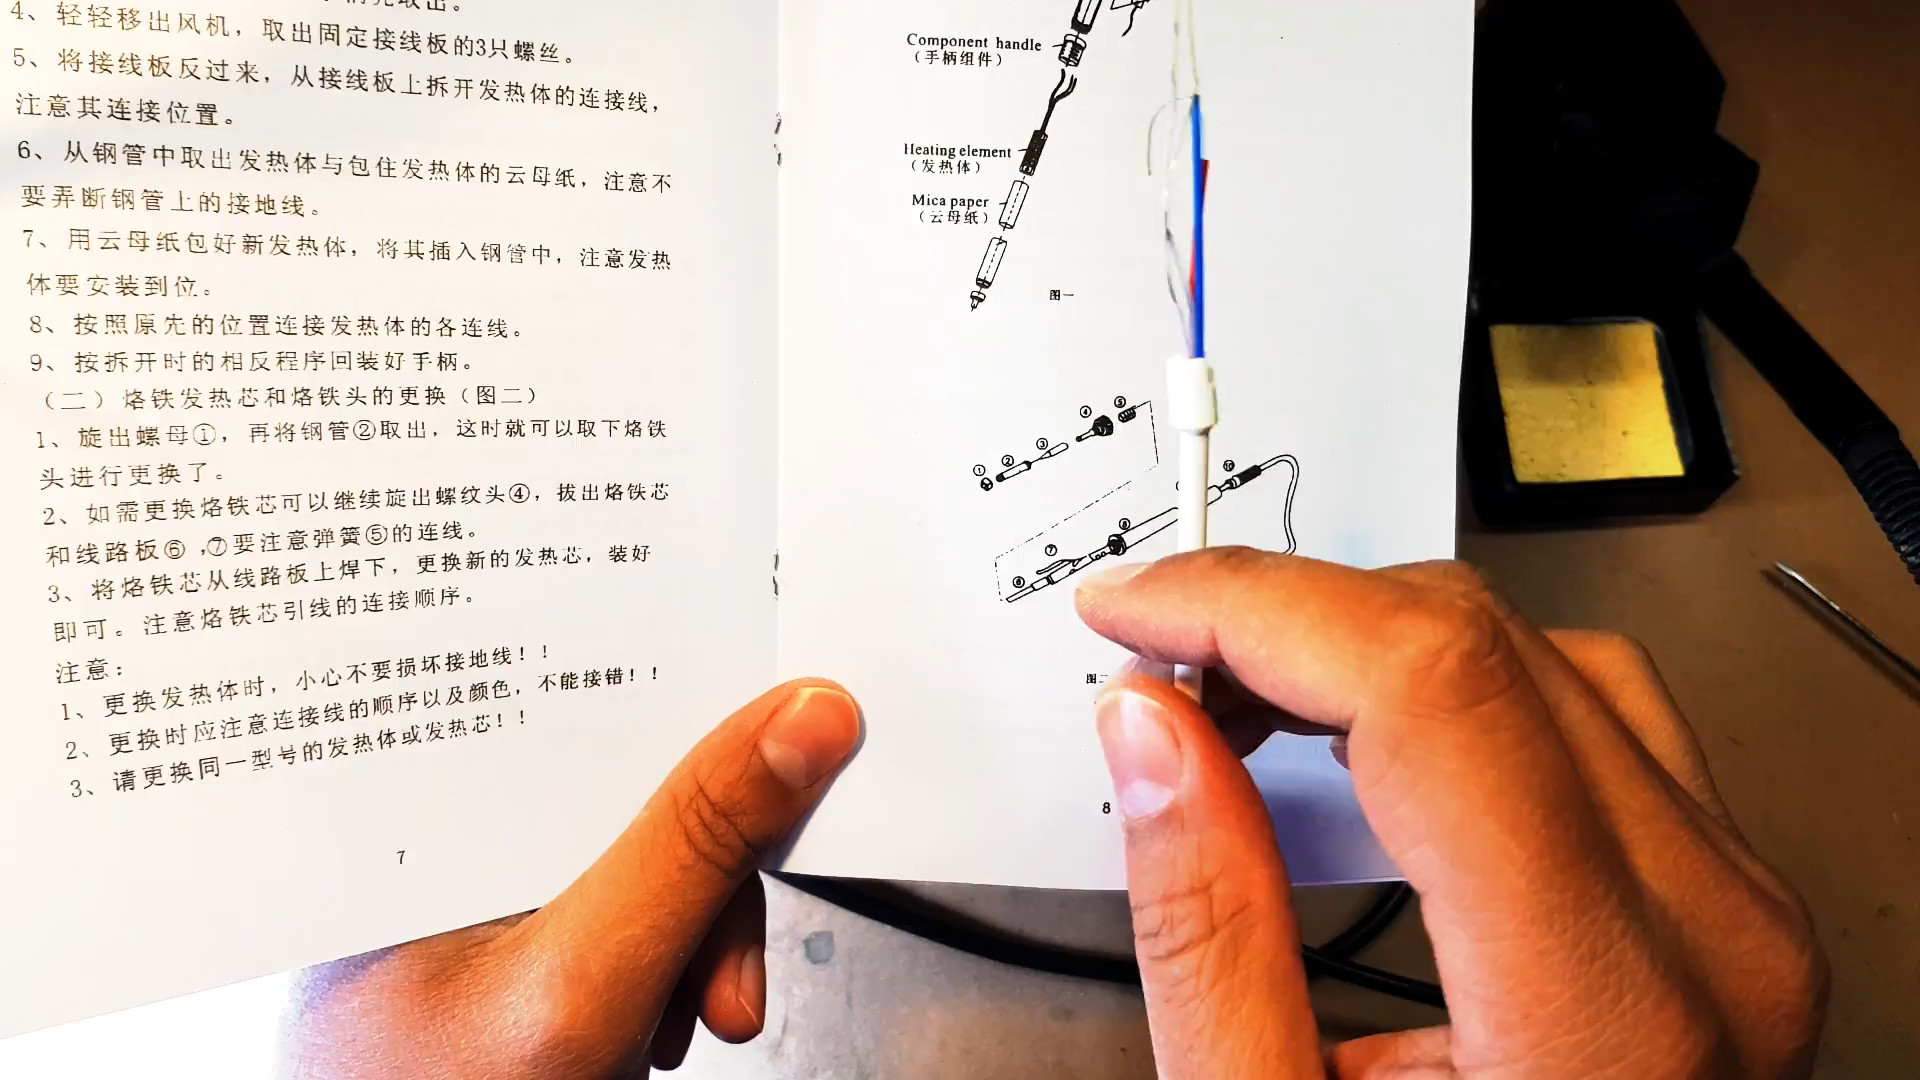 取出。
4、轻轻移出风机，取出固定接线板的3只螺丝。
5、将接线板反过来，从接线板上拆开发热体的连接线，
注意其连接位置。
6、从钢管中取出发热体与包住发热体的云母纸，注意不
要弄断钢管上的接地线。
7、用云母纸包好新发热体，将其插入钢管中，注意发热
体要安装到位。
8、按照原先的位置连接发热体的各连线。
9、按拆开时的相反程序回装好手柄。
（二）烙铁发热芯和烙铁头的更换（图二）
1、旋出螺母①，再将钢管②取出，这时就可以取下烙铁
头进行更换了。
2、如需更换烙铁芯可以继续旋出螺纹头④，拔出烙铁芯
和线路板⑥,⑦要注意弹簧⑤的连线。
3、将烙铁芯从线路板上焊下，更换新的发热芯，装好
即可。注意烙铁芯引线的连接顺序。
注意：
1、更换发热体时，小心不要损坏接地线！！
2、更换时应注意连接线的顺序以及颜色，不能接错！！
3、请更换同一型号的发热体或发热芯！！
7
Component handle
（手柄组件）
Heating element
（发热体）
Mica paper
（云母纸）
图一
① ② ③ ④ ⑤
⑥ ⑦ ⑧ ⑩
图二
8